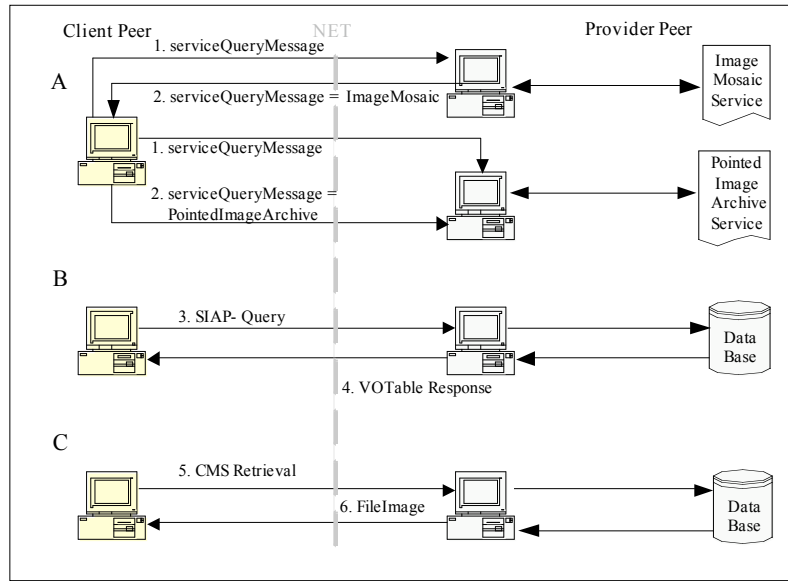 Client Peer
NET
Provider Peer
1. serviceQueryMessage
A
2. serviceQueryMessage = ImageMosaic
Image
Mosaic
Service
1. serviceQueryMessage
2. serviceQueryMessage =
PointedImageArchive
Pointed
Image
Archive
Service
B
3. SIAP- Query
Data
Base
4. VOTable Response
C
5. CMS Retrieval
6. FileImage
Data
Base